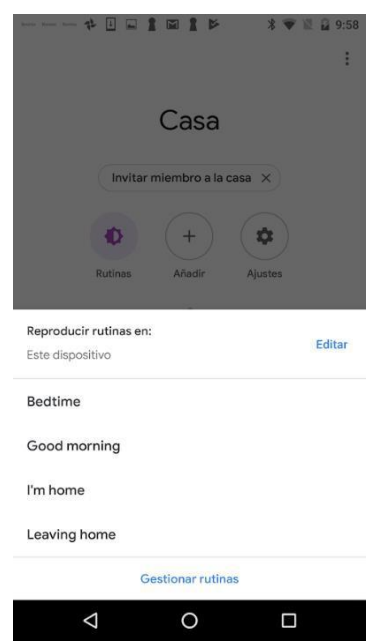 9:58
Casa
Invitar miembro a la casa
Rutinas Añadir Ajustes
Reproducir rutinas en:
Este dispositivo
Editar
Bedtime
Good morning
I'm home
Leaving home
Gestionar rutinas